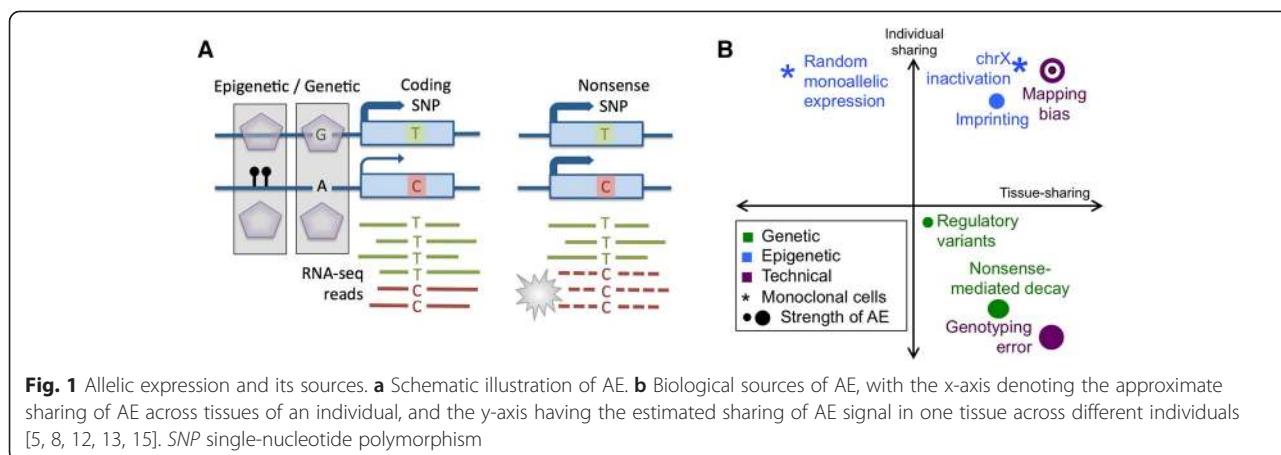 A
Epigenetic / Genetic
Coding
SNP
Nonsense
SNP
G
T
T
A
C
C
T
T
T
T
T
T
T
RNA-seq
reads
C
C
C
C
C
B
Individual
sharing
* Random
monoallelic
expression
chrX *
inactivation
Mapping
bias
Imprinting
Tissue-sharing
Regulatory
variants
Nonsense-
mediated decay
Genotyping
error
Genetic
Epigenetic
Technical
* Monoclonal cells
Strength of AE
Fig. 1 Allelic expression and its sources. a Schematic illustration of AE. b Biological sources of AE, with the x-axis denoting the approximate
sharing of AE across tissues of an individual, and the y-axis having the estimated sharing of AE signal in one tissue across different individuals
[5, 8, 12, 13, 15]. SNP single-nucleotide polymorphism